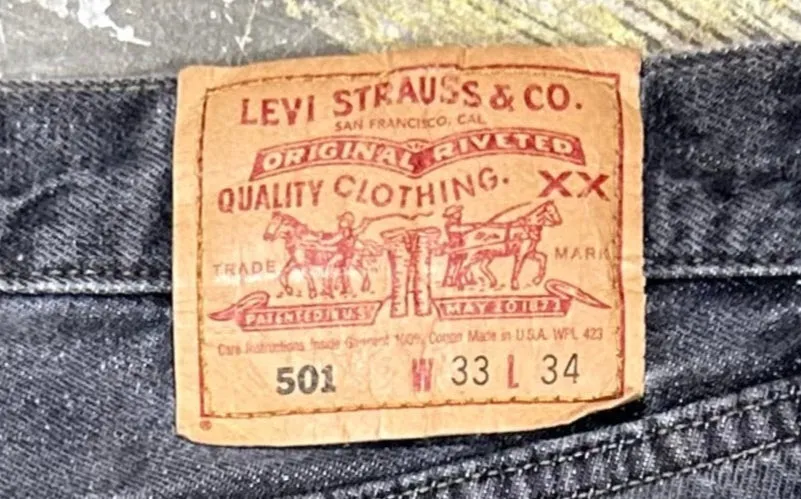 LEVI STRAUSS & CO.
SAN FRANCISCO, CAL
ORIGINAL RIVETED
QUALITY CLOTHING. XX
TRADE MARK
PATENTED IN U.S. MAY 20 1873
Care Instructions Inside Garment 100% Cotton Made in U.S.A. WPL 423
501 W 33 L 34
®